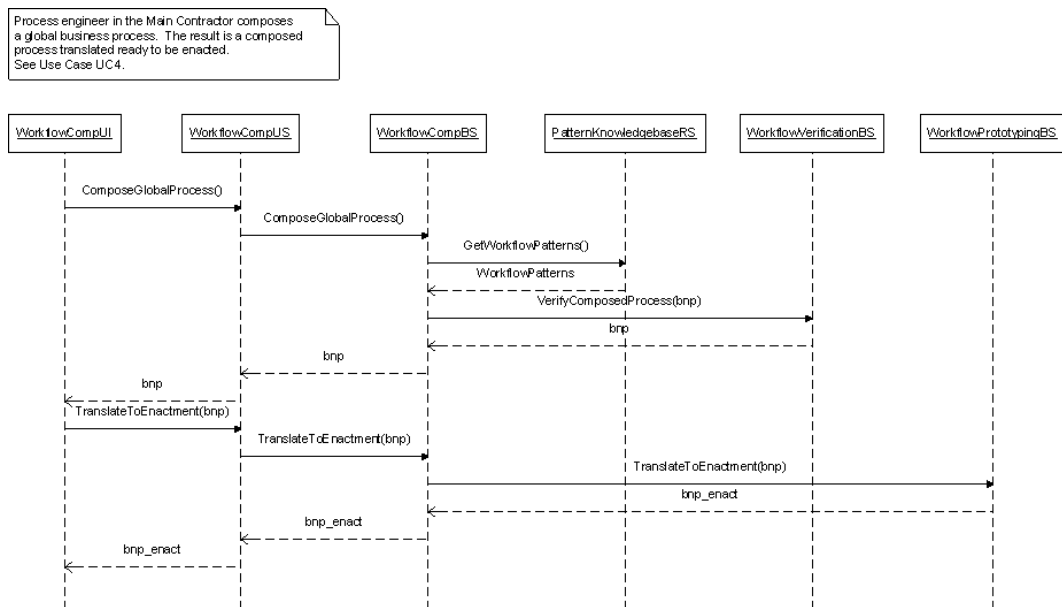 Process engineer in the Main Contractor composes
a global business process.  The result is a composed
process translated ready to be enacted.
See Use Case UC4.
WorkflowCompUI
WorkflowCompUS
WorkflowCompBS
PatternKnowledgebaseRS
WorkflowVerificationBS
WorkflowPrototypingBS
ComposeGlobalProcess()
ComposeGlobalProcess()
GetWorkflowPatterns()
WorkflowPatterns
VerifyComposedProcess(bnp)
bnp
bnp
bnp
TranslateToEnactment(bnp)
TranslateToEnactment(bnp)
TranslateToEnactment(bnp)
bnp_enact
bnp_enact
bnp_enact